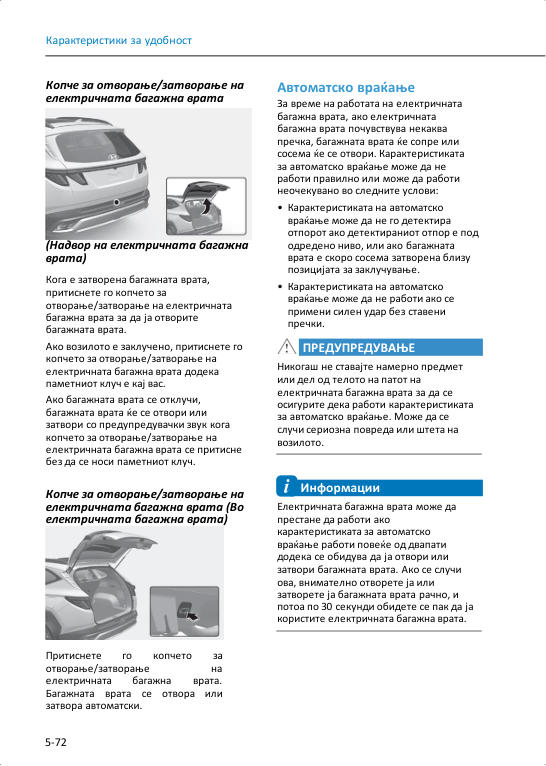 Карактеристики за удобност
Копче за отворање/затворање на
електричната багажна врата
(Надвор на електричната багажна
врата)
Кога е затворена багажната врата,
притиснете го копчето за
отворање/затворање на електричната
багажна врата за да ја отворите
багажната врата.
Ако возилото е заклучено, притиснете го
копчето за отворање/затворање на
електричната багажна врата додека
паметниот клуч е кај вас.
Ако багажната врата се отклучи,
багажната врата ќе се отвори или
затвори со предупредувачки звук кога
копчето за отворање/затворање на
електричната багажна врата се притисне
без да се носи паметниот клуч.
Копче за отворање/затворање на
електричната багажна врата (Во
електричната багажна врата)
Притиснете го копчето за
отворање/затворање на
електричната багажна врата.
Багажната врата се отвора или
затвора автоматски.
Автоматско враќање
За време на работата на електричната
багажна врата, ако електричната
багажна врата почувствува некаква
пречка, багажната врата ќе сопре или
сосема ќе се отвори. Карактеристиката
за автоматско враќање може да не
работи правилно или може да работи
неочекувано во следните услови:
• Карактеристиката на автоматско
враќање може да не го детектира
отпорот ако детектираниот отпор е под
одредено ниво, или ако багажната
врата е скоро сосема затворена близу
позицијата за заклучување.
• Карактеристиката на автоматско
враќање може да не работи ако се
примени силен удар без ставени
пречки.
ПРЕДУПРЕДУВАЊЕ
Никогаш не ставајте намерно предмет
или дел од телото на патот на
електричната багажна врата за да се
осигурите дека работи карактеристиката
за автоматско враќање. Може да се
случи сериозна повреда или штета на
возилото.
i Информации
Електричната багажна врата може да
престане да работи ако
карактеристиката за автоматско
враќање работи повеќе од двапати
додека се обидува да ја отвори или
затвори багажната врата. Ако се случи
ова, внимателно отворете ја или
затворете ја багажната врата рачно, и
потоа по 30 секунди обидете се пак да ја
користите електричната багажна врата.
5-72